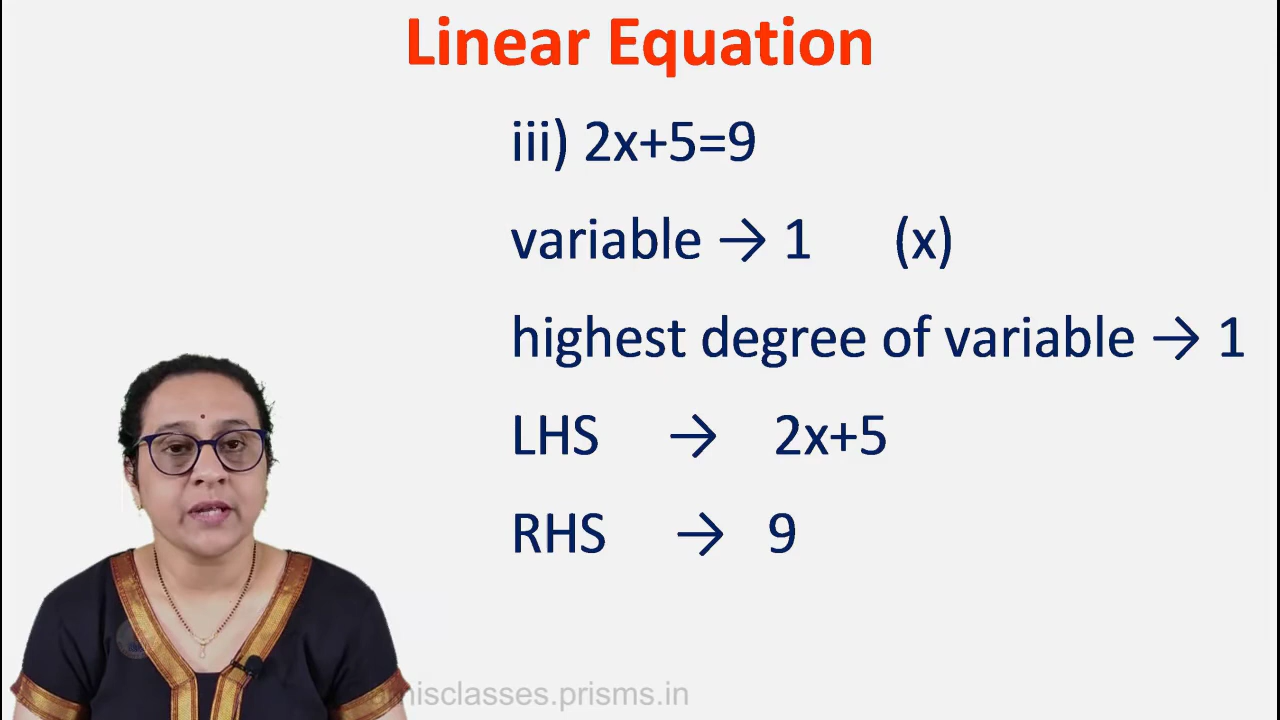 Linear Equation
iii) 2x+5=9
variable → 1 (x)
highest degree of variable → 1
LHS → 2x+5
RHS → 9